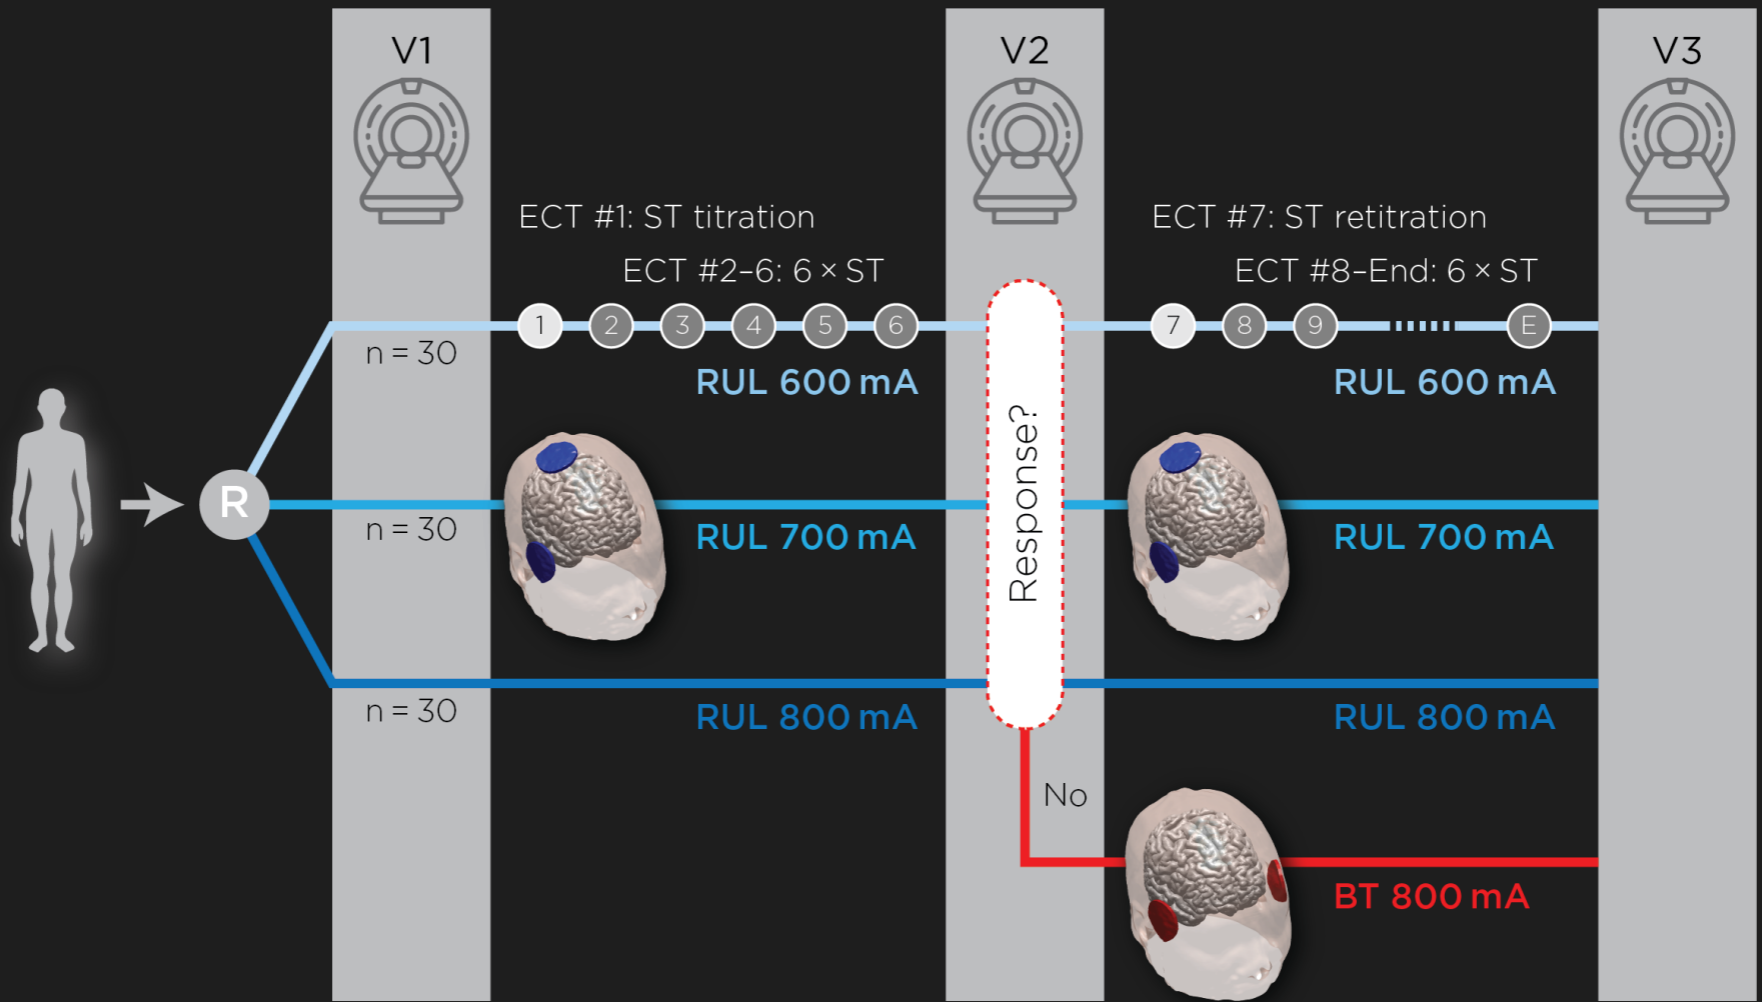 V1
V2
V3
ECT #1: ST titration
ECT #7: ST retitration
ECT #2–6: 6 × ST
ECT #8–End: 6 × ST
1
2
3
4
5
6
7
8
9
E
n = 30
RUL 600 mA
RUL 600 mA
R
Response?
n = 30
RUL 700 mA
RUL 700 mA
n = 30
RUL 800 mA
RUL 800 mA
No
BT 800 mA